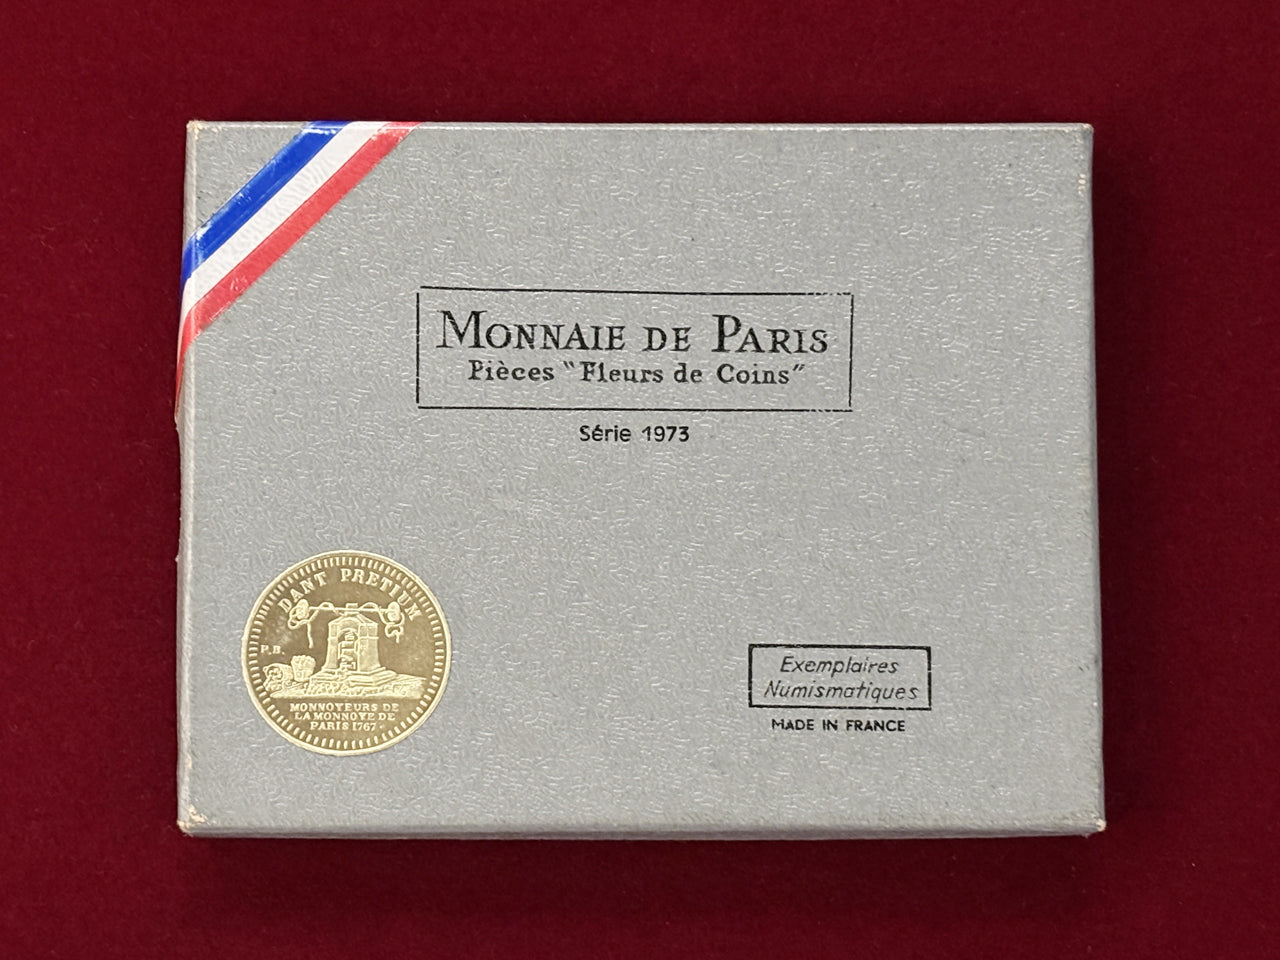 MONNAIE DE PARIS
Pièces "Fleurs de Coins"
Série 1973
DANT PRETIUM
P.B.
MONNOYEURS DE
LA MONNOYE DE
PARIS 1767.
Exemplaires
Numismatiques
MADE IN FRANCE